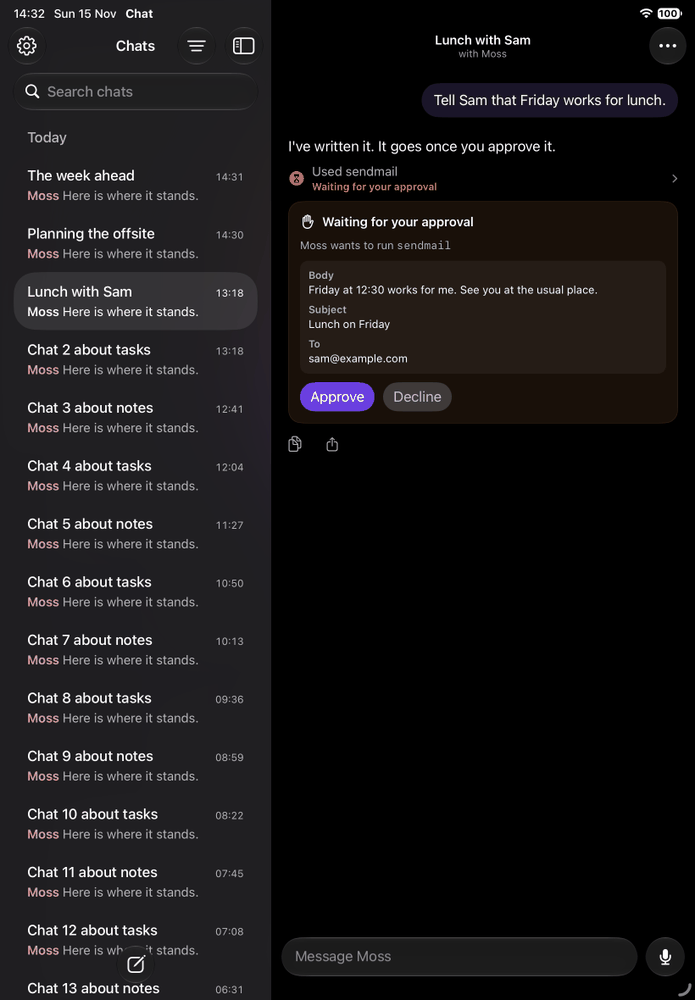 14:32 Sun 15 Nov Chat
100
Chats
Search chats
Today
The week ahead 14:31
Moss Here is where it stands.
Planning the offsite 14:30
Moss Here is where it stands.
Lunch with Sam 13:18
Moss Here is where it stands.
Chat 2 about tasks 13:18
Moss Here is where it stands.
Chat 3 about notes 12:41
Moss Here is where it stands.
Chat 4 about tasks 12:04
Moss Here is where it stands.
Chat 5 about notes 11:27
Moss Here is where it stands.
Chat 6 about tasks 10:50
Moss Here is where it stands.
Chat 7 about notes 10:13
Moss Here is where it stands.
Chat 8 about tasks 09:36
Moss Here is where it stands.
Chat 9 about notes 08:59
Moss Here is where it stands.
Chat 10 about tasks 08:22
Moss Here is where it stands.
Chat 11 about notes 07:45
Moss Here is where it stands.
Chat 12 about tasks 07:08
Moss Here is where it stands.
Chat 13 about notes 06:31
Lunch with Sam
with Moss
Tell Sam that Friday works for lunch.
I've written it. It goes once you approve it.
Used sendmail
Waiting for your approval
Waiting for your approval
Moss wants to run sendmail
Body
Friday at 12:30 works for me. See you at the usual place.
Subject
Lunch on Friday
To
sam@example.com
Approve Decline
Message Moss